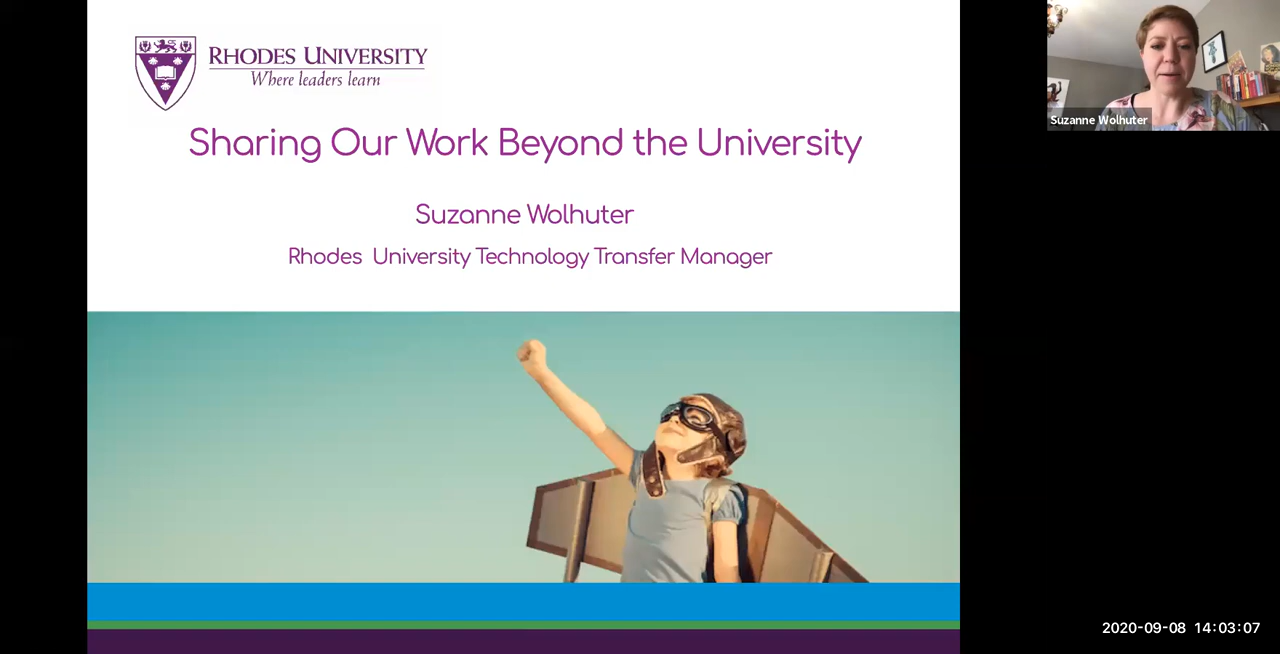 RHODES UNIVERSITY
Where leaders learn
Sharing Our Work Beyond the University
Suzanne Wolhuter
Rhodes University Technology Transfer Manager
Suzanne Wolhuter
2020-09-08 14:03:07